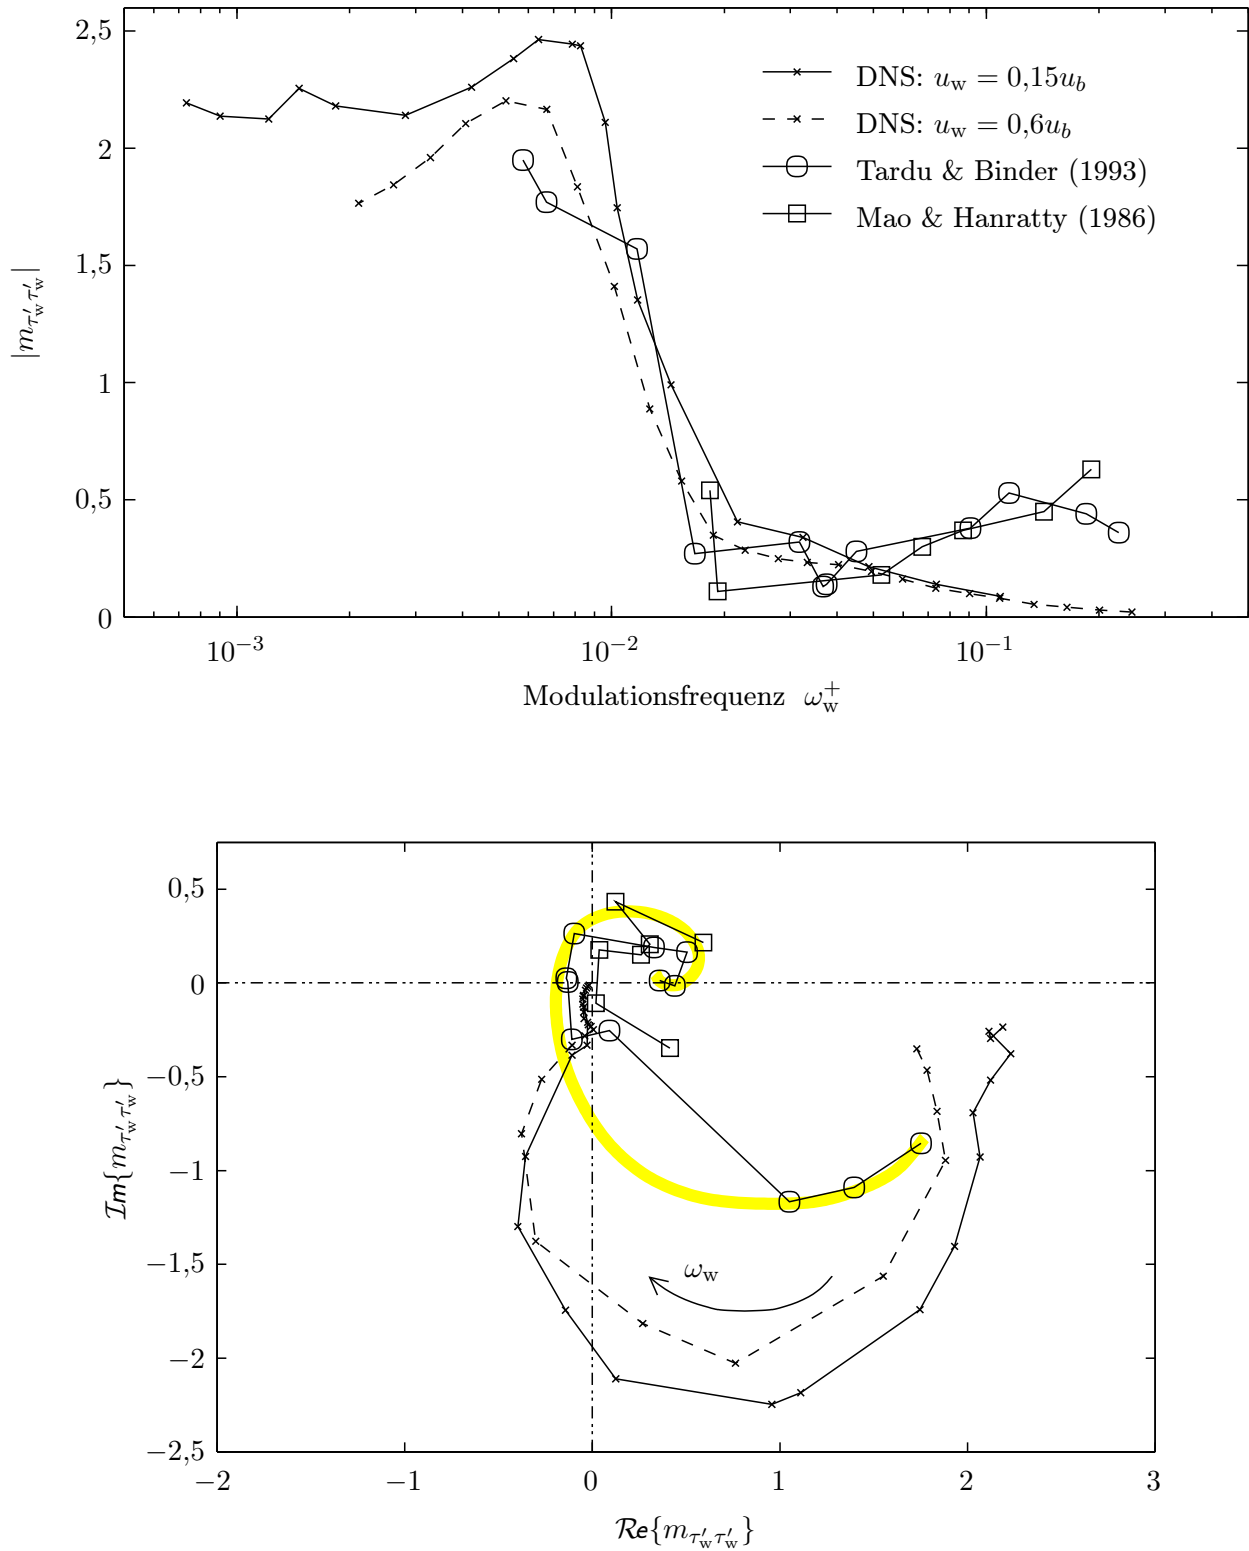 2,5
2
1,5
1
0,5
0
|m_{τ′_w τ′_w}|
DNS: u_w = 0,15u_b
DNS: u_w = 0,6u_b
Tardu & Binder (1993)
Mao & Hanratty (1986)
10^{−3} 10^{−2} 10^{−1}
Modulationsfrequenz ω_w^+
0,5
0
−0,5
−1
−1,5
−2
−2,5
ℐm{m_{τ′_w τ′_w}}
ω_w
−2 −1 0 1 2 3
ℛe{m_{τ′_w τ′_w}}